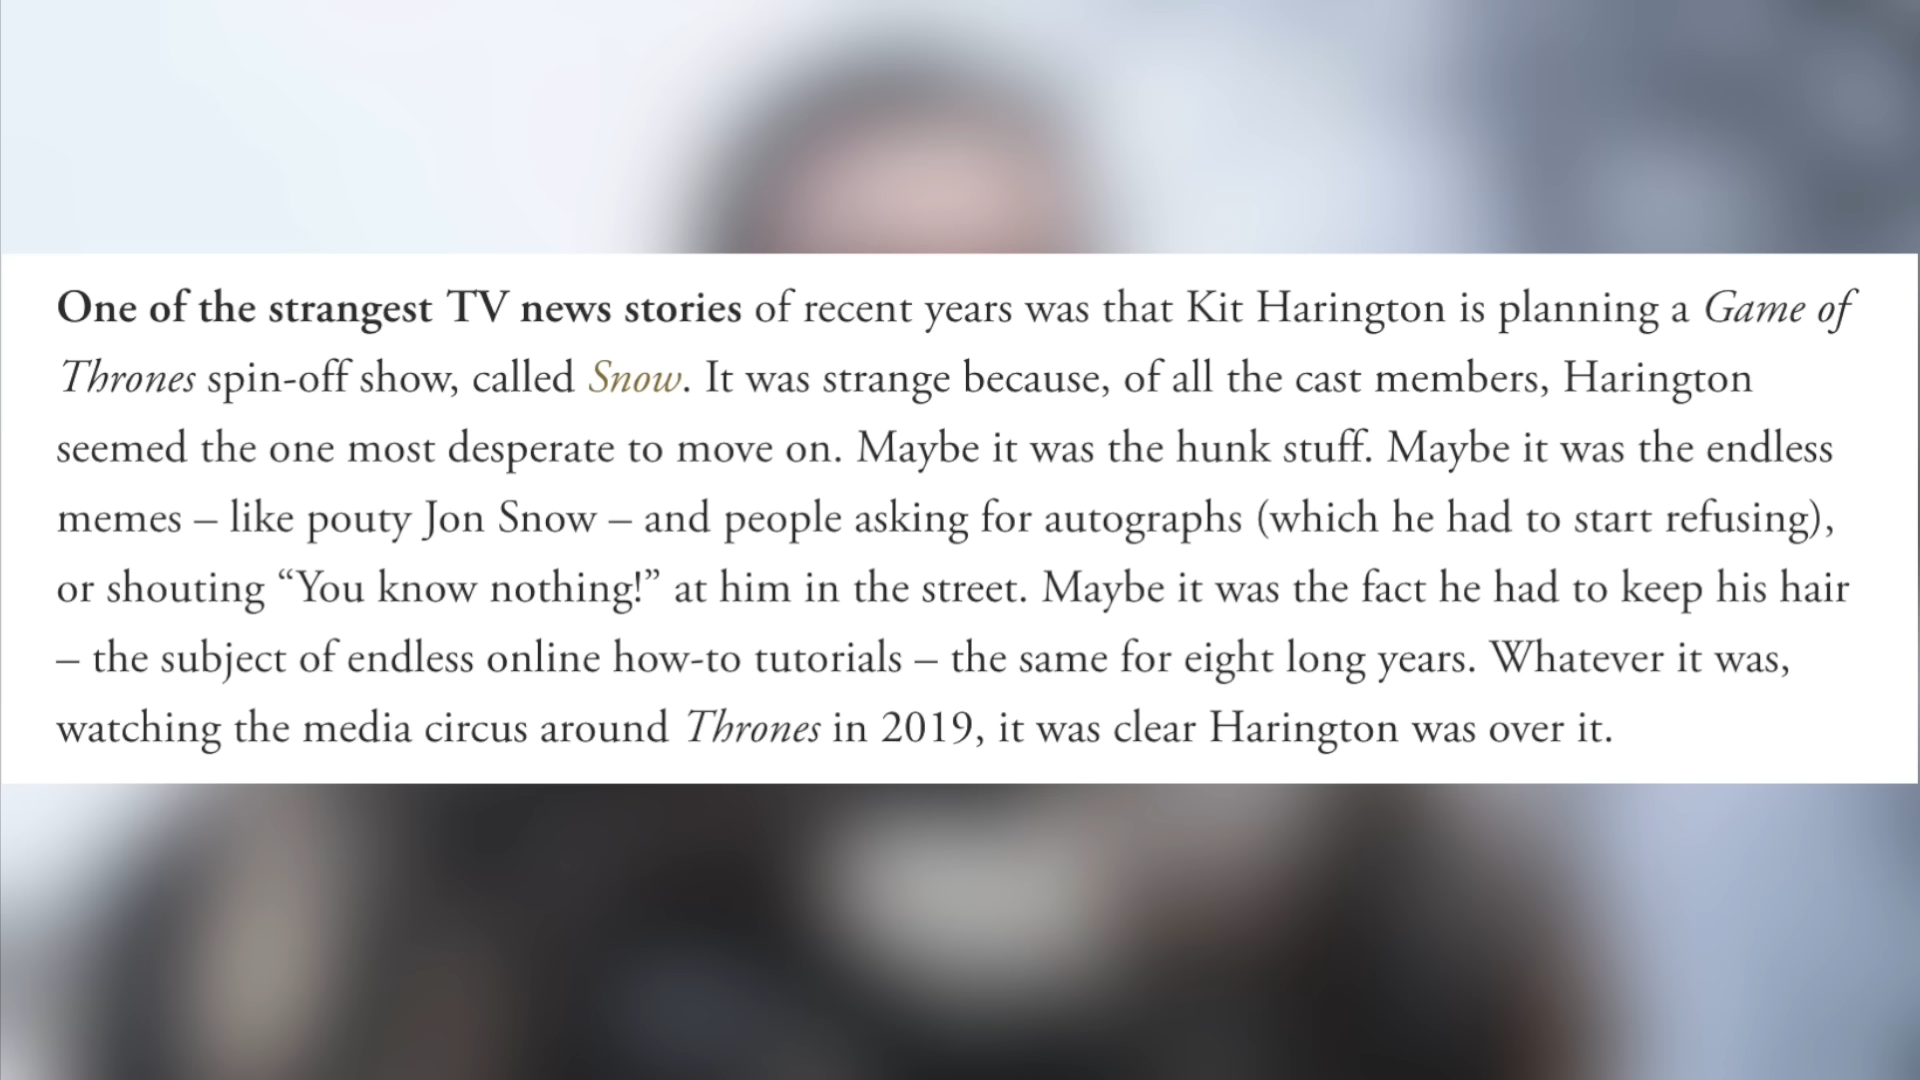 One of the strangest TV news stories of recent years was that Kit Harington is planning a Game of
Thrones spin-off show, called Snow. It was strange because, of all the cast members, Harington
seemed the one most desperate to move on. Maybe it was the hunk stuff. Maybe it was the endless
memes – like pouty Jon Snow – and people asking for autographs (which he had to start refusing),
or shouting “You know nothing!” at him in the street. Maybe it was the fact he had to keep his hair
– the subject of endless online how-to tutorials – the same for eight long years. Whatever it was,
watching the media circus around Thrones in 2019, it was clear Harington was over it.